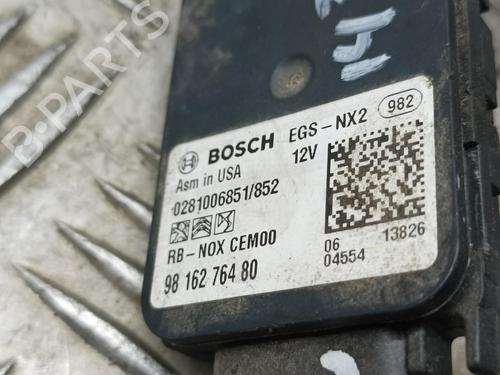 BOSCH EGS-NX2 982
Asm in USA 12V
0281006851/852
RB-NOX CEM00
98 162 764 80
06 13826
04554
B-PARTS